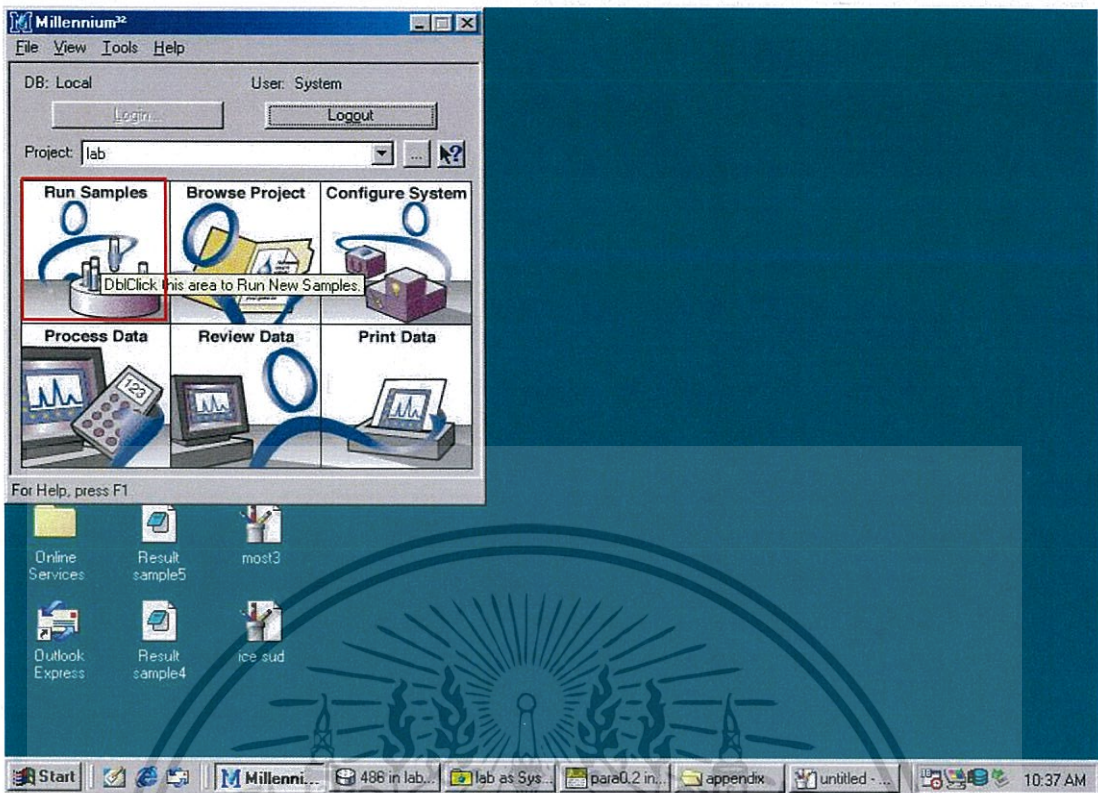 Millennium³²
File View Tools Help
DB: Local User: System
Login... Logout
Project: lab ...
Run Samples Browse Project Configure System
DblClick this area to Run New Samples.
Process Data Review Data Print Data
123
For Help, press F1
Online Services
Result sample5
most3
Outlook Express
Result sample4
ice sud
Start Millenni... 486 in lab... lab as Sys... para0.2 in... appendix untitled - ... 10:37 AM